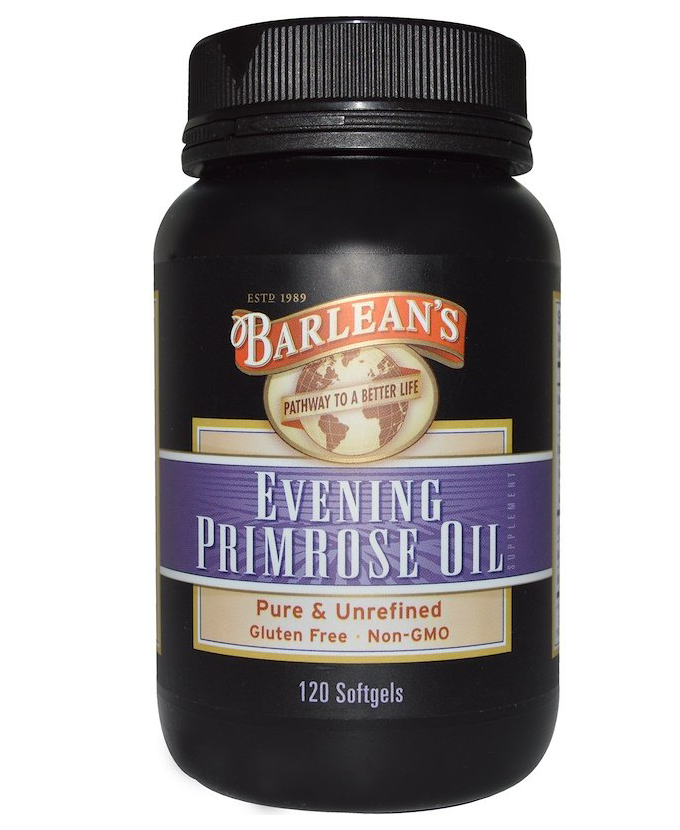 ESTD 1989
BARLEAN'S
PATHWAY TO A BETTER LIFE
EVENING
PRIMROSE OIL
SUPPLEMENT
Pure & Unrefined
Gluten Free · Non-GMO
120 Softgels